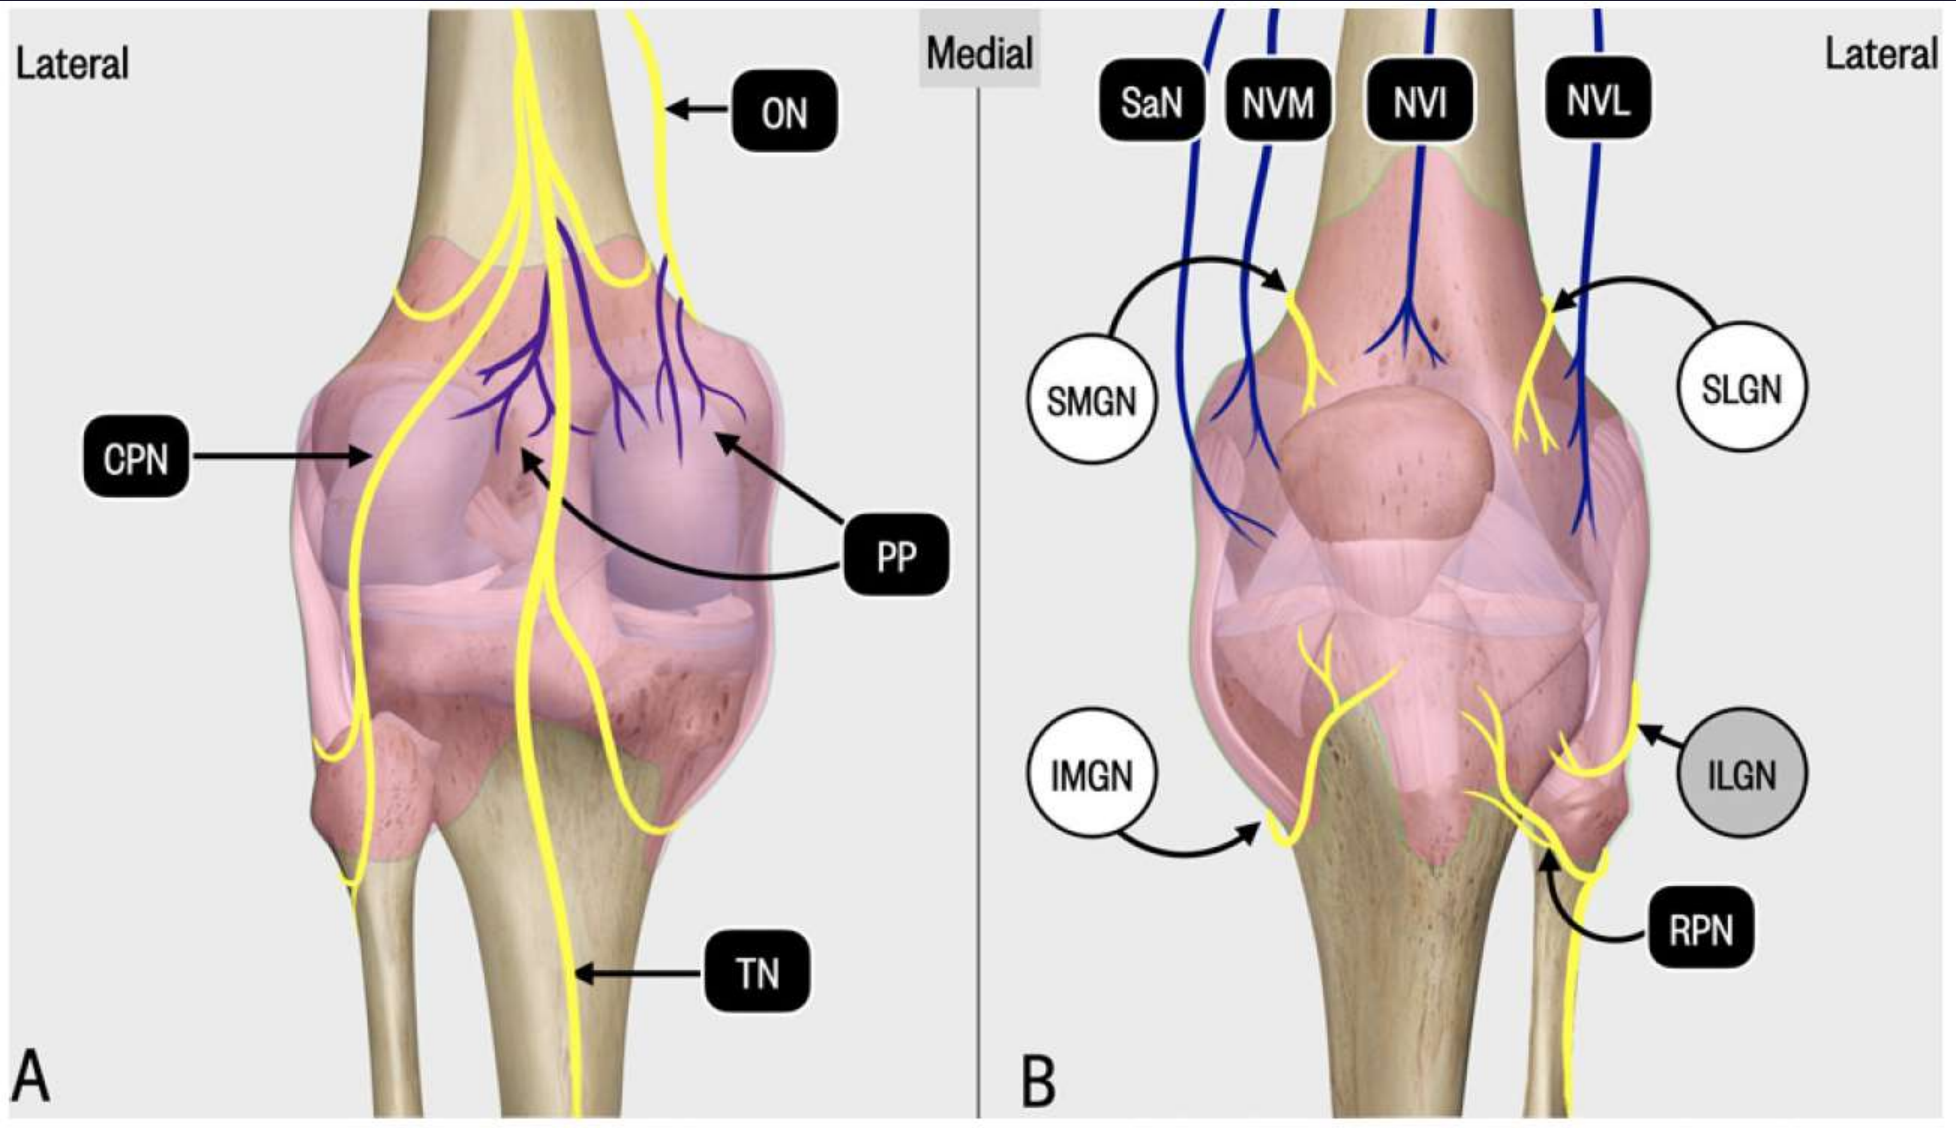 Lateral
ON
CPN
PP
TN
A
Medial
Lateral
SaN
NVM
NVI
NVL
SMGN
SLGN
IMGN
ILGN
RPN
B